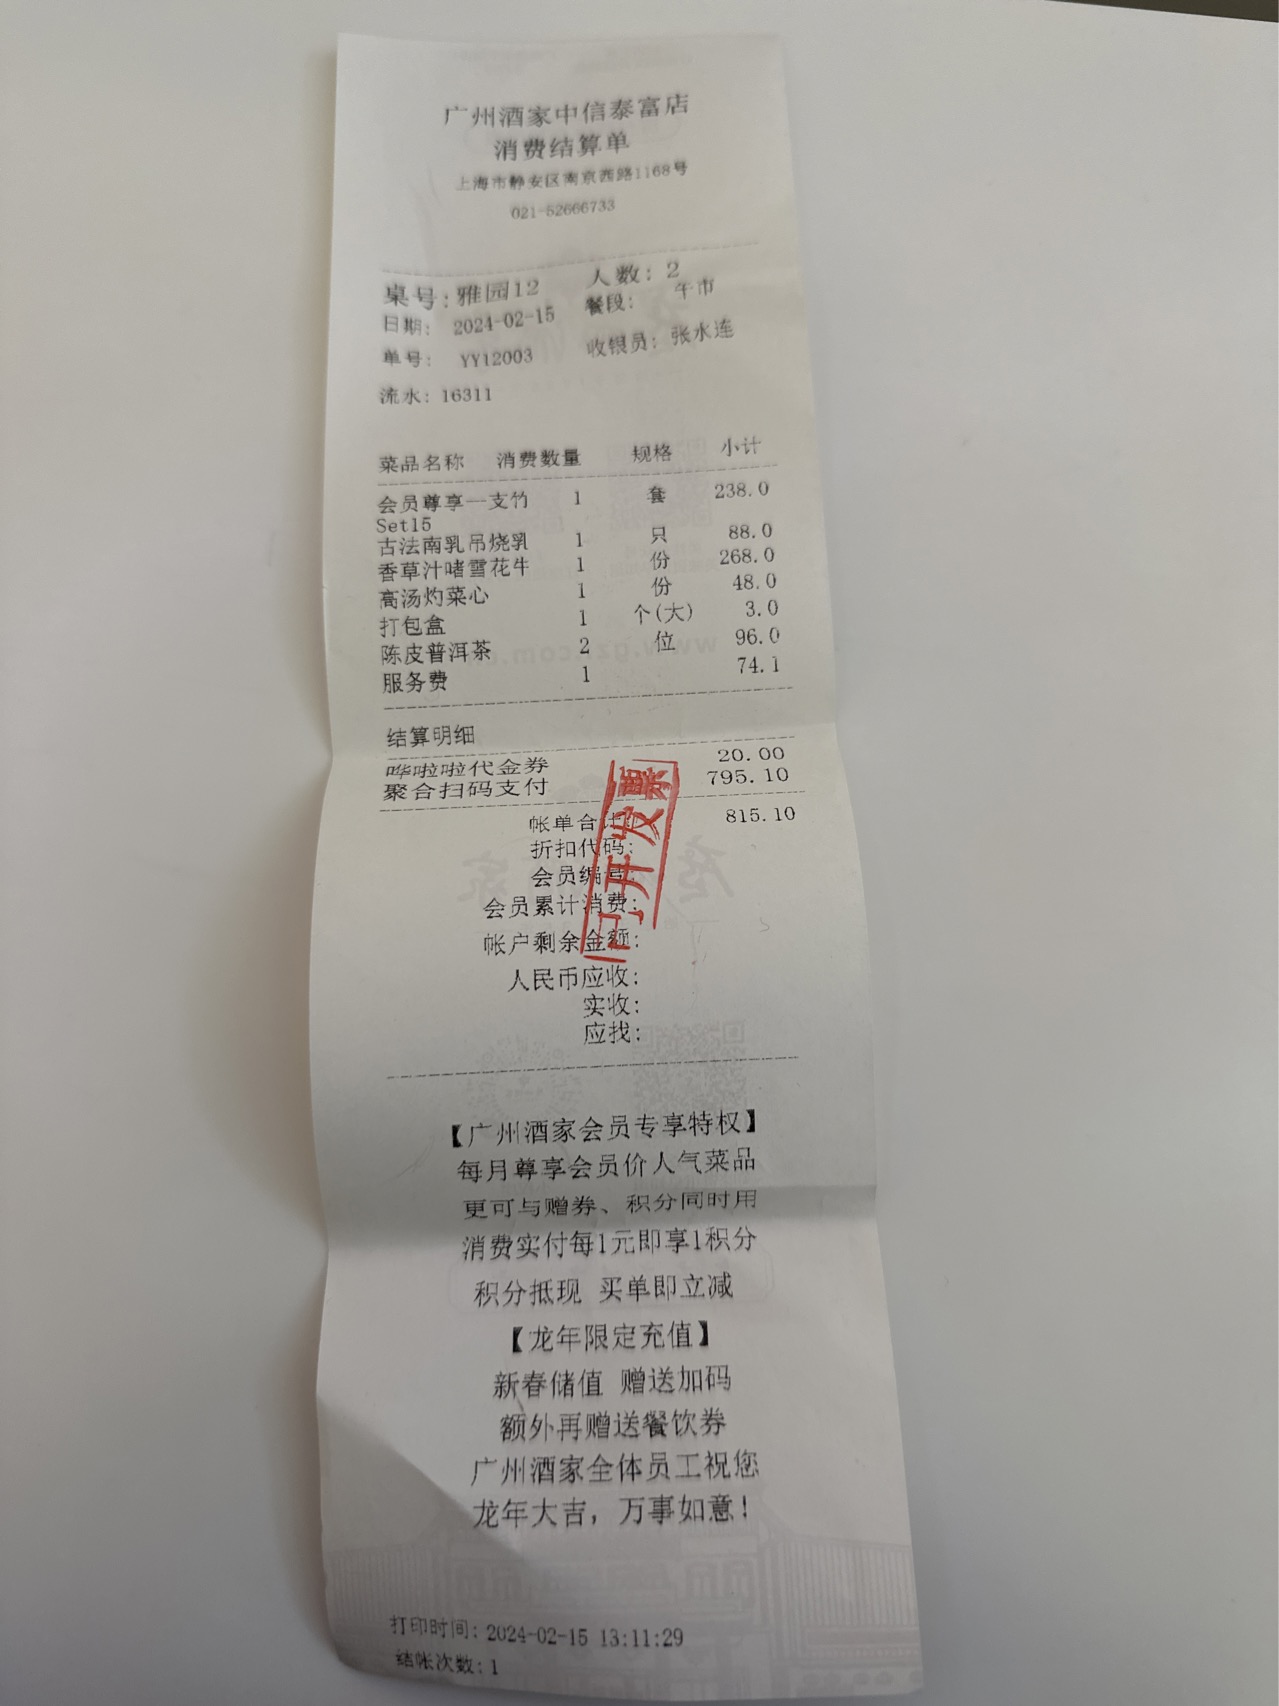 广州酒家中信泰富店
消费结算单
上海市静安区南京西路1168号
021-52666733
桌号:雅园12 人数: 2
日期: 2024-02-15 餐段: 午市
单号: YY12003 收银员: 张水连
流水: 16311
菜品名称 消费数量 规格 小计
会员尊享一支竹 1 套 238.0
Set15
古法南乳吊烧乳 1 只 88.0
香草汁啫雪花牛 1 份 268.0
高汤灼菜心 1 份 48.0
打包盒 1 个(大) 3.0
陈皮普洱茶 2 位 96.0
服务费 1 74.1
结算明细
哗啦啦代金券 20.00
聚合扫码支付 795.10
帐单合计: 815.10
折扣代码:
会员编号:
会员累计消费:
帐户剩余金额:
人民币应收:
实收:
应找:
已开发票
【广州酒家会员专享特权】
每月尊享会员价人气菜品
更可与赠券、积分同时用
消费实付每1元即享1积分
积分抵现 买单即立减
【龙年限定充值】
新春储值 赠送加码
额外再赠送餐饮券
广州酒家全体员工祝您
龙年大吉，万事如意!
打印时间: 2024-02-15 13:11:29
结帐次数: 1